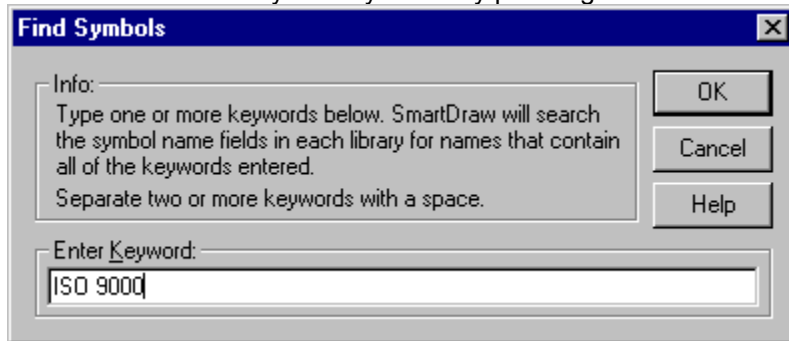 Find Symbols
Info:
Type one or more keywords below. SmartDraw will search
the symbol name fields in each library for names that contain
all of the keywords entered.
Separate two or more keywords with a space.
OK
Cancel
Help
Enter Keyword:
ISO 9000